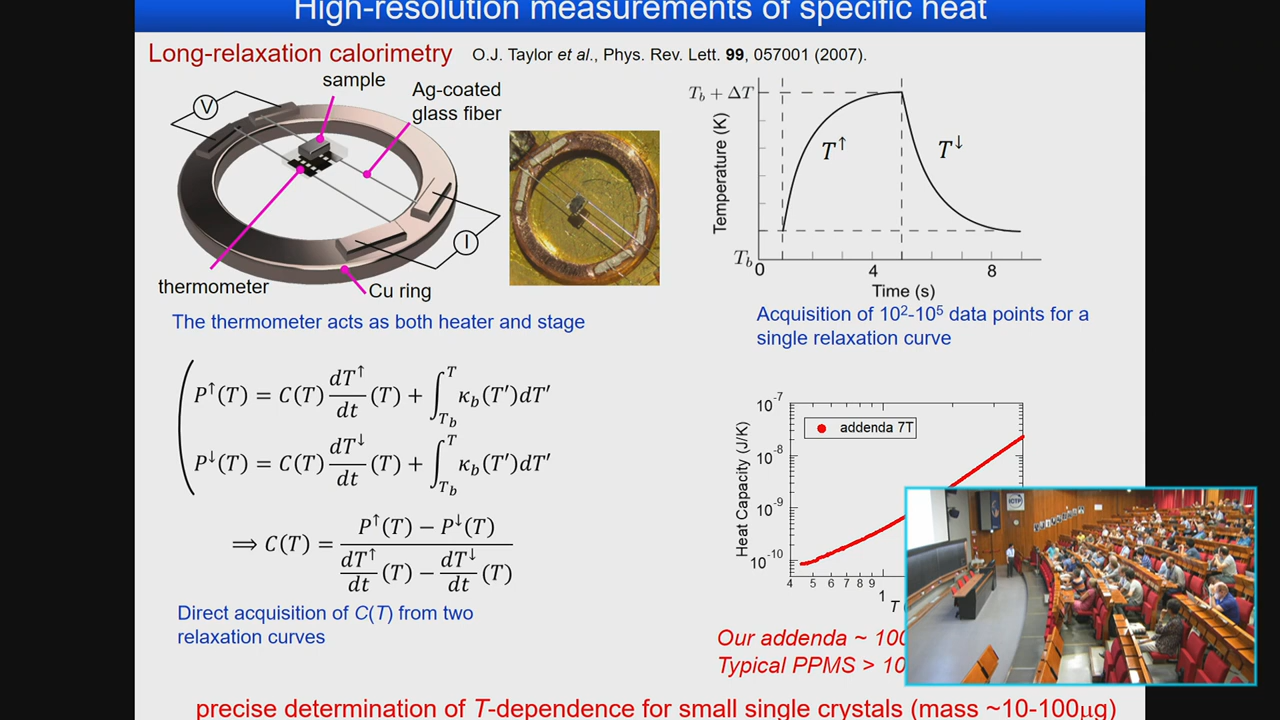 High-resolution measurements of specific heat
Long-relaxation calorimetry
O.J. Taylor et al., Phys. Rev. Lett. 99, 057001 (2007).
sample
Ag-coated
glass fiber
V
I
thermometer
Cu ring
The thermometer acts as both heater and stage
P↑(T) = C(T) dT↑/dt (T) + ∫_{T_b}^{T} κ_b(T′)dT′
P↓(T) = C(T) dT↓/dt (T) + ∫_{T_b}^{T} κ_b(T′)dT′
⟹ C(T) = (P↑(T) − P↓(T)) / (dT↑/dt (T) − dT↓/dt (T))
Direct acquisition of C(T) from two
relaxation curves
T_b + ΔT
Temperature (K)
T↑
T↓
T_b
0 4 8
Time (s)
Acquisition of 10²-10⁵ data points for a
single relaxation curve
10⁻⁷
addenda 7T
10⁻⁸
Heat Capacity (J/K)
10⁻⁹
10⁻¹⁰
4 5 6 7 8 9
1
T (
Our addenda ~ 100
Typical PPMS > 10
ICTP
precise determination of T-dependence for small single crystals (mass ~10-100μg)